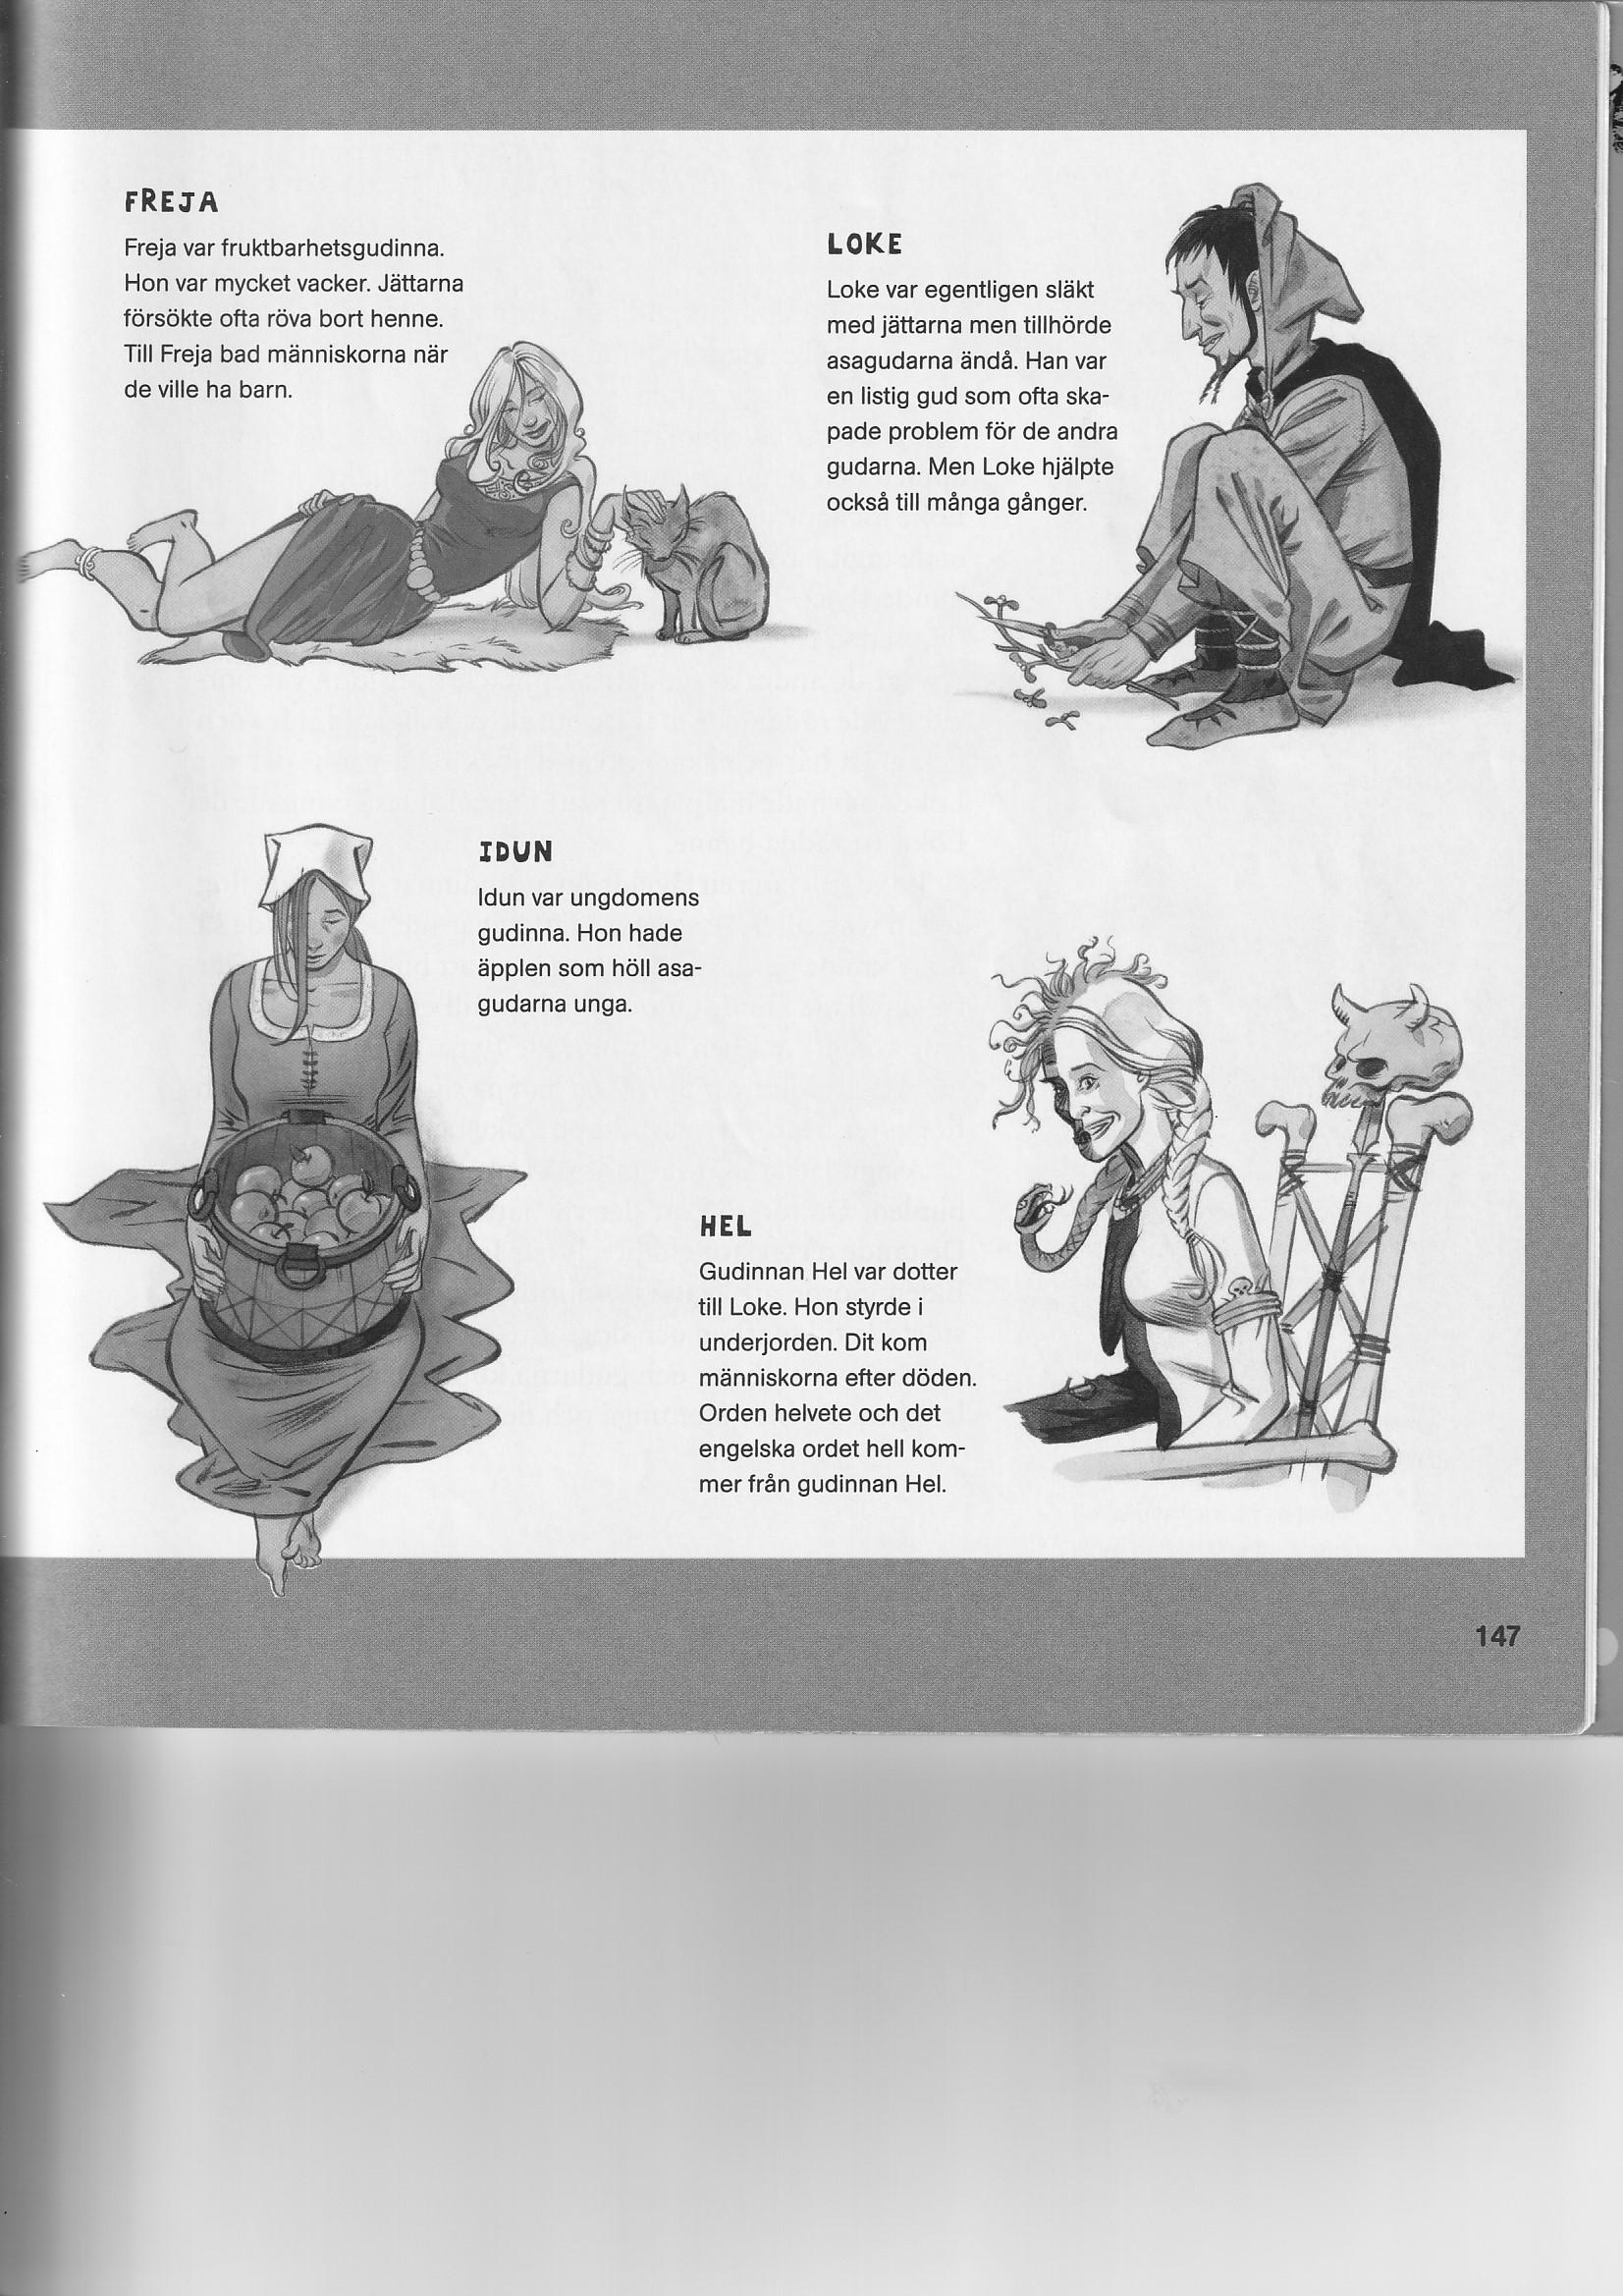 FREJA
Freja var fruktbarhetsgudinna.
Hon var mycket vacker. Jättarna
försökte ofta röva bort henne.
Till Freja bad människorna när
de ville ha barn.
LOKE
Loke var egentligen släkt
med jättarna men tillhörde
asagudarna ändå. Han var
en listig gud som ofta ska-
pade problem för de andra
gudarna. Men Loke hjälpte
också till många gånger.
IDUN
Idun var ungdomens
gudinna. Hon hade
äpplen som höll asa-
gudarna unga.
HEL
Gudinnan Hel var dotter
till Loke. Hon styrde i
underjorden. Dit kom
människorna efter döden.
Orden helvete och det
engelska ordet hell kom-
mer från gudinnan Hel.
147